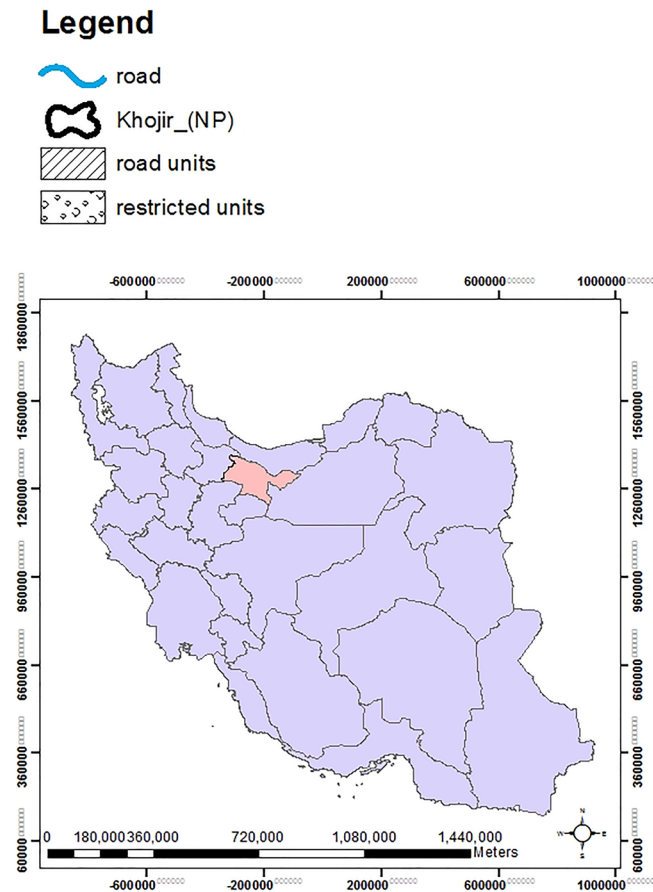 Legend
road
Khojir_(NP)
road units
restricted units
-600000 -200000 200000 600000 1000000
1860000
1560000 1560000
1260000 1260000
960000 960000
660000 660000
360000 360000
60000 60000
N
W E
S
0 180,000 360,000 720,000 1,080,000 1,440,000
Meters
-600000 -200000 200000 600000 1000000